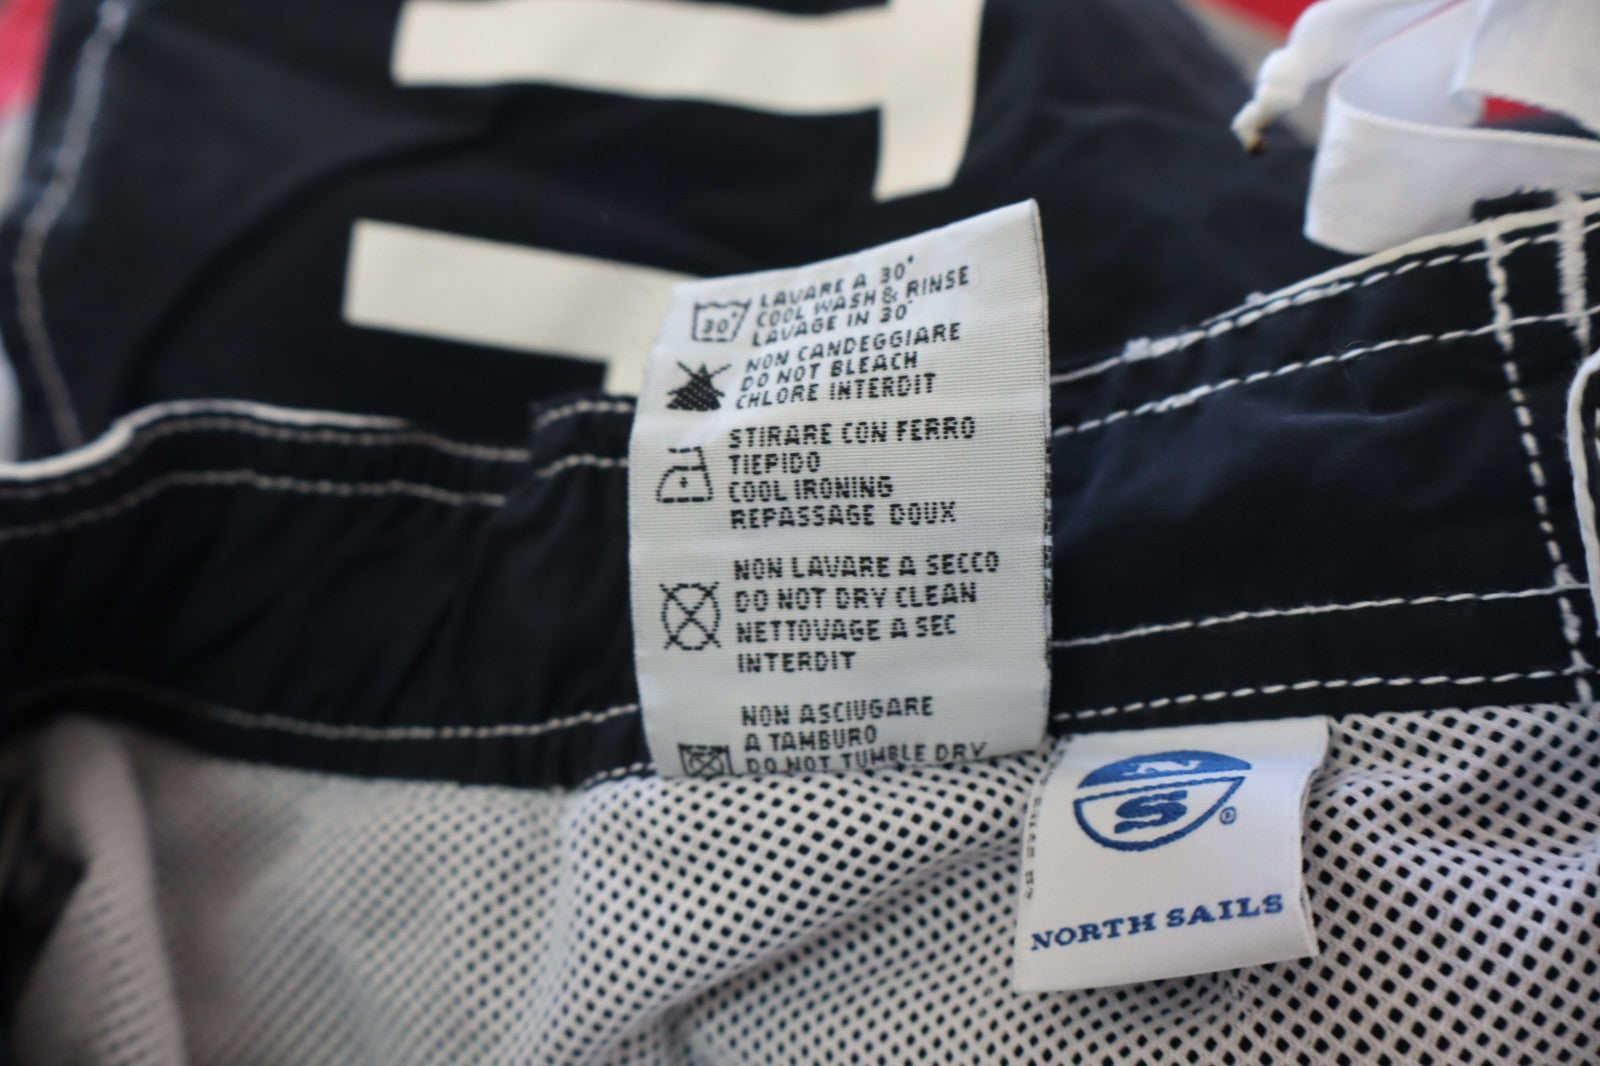 30°
LAVARE A 30°
COOL WASH & RINSE
LAVAGE IN 30°
NON CANDEGGIARE
DO NOT BLEACH
CHLORE INTERDIT
STIRARE CON FERRO
TIEPIDO
COOL IRONING
REPASSAGE DOUX
NON LAVARE A SECCO
DO NOT DRY CLEAN
NETTOVAGE A SEC
INTERDIT
NON ASCIUGARE
A TAMBURO
DO NOT TUMBLE DRY
N
S
®
NORTH SAILS